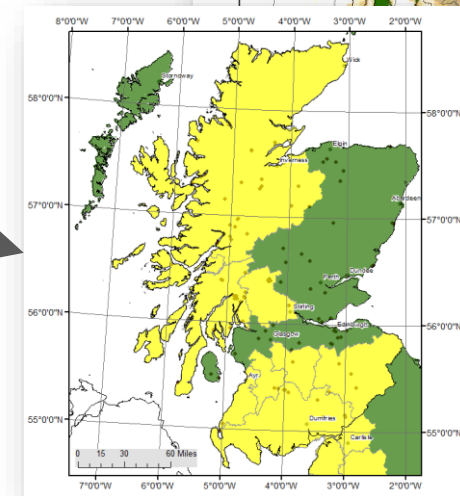 8°0'0"W 7°0'0"W 6°0'0"W 5°0'0"W 4°0'0"W 3°0'0"W 2°0'0"W
Wick
Stornoway
58°0'0"N 58°0'0"N
Elgin
Inverness
Aberdeen
57°0'0"N 57°0'0"N
Dundee
Perth
Stirling
56°0'0"N 56°0'0"N
Edinburgh
Glasgow
Ayr
Dumfries
55°0'0"N 55°0'0"N
Carlisle
0 15 30 60 Miles
7°0'0"W 6°0'0"W 5°0'0"W 4°0'0"W 3°0'0"W 2°0'0"W